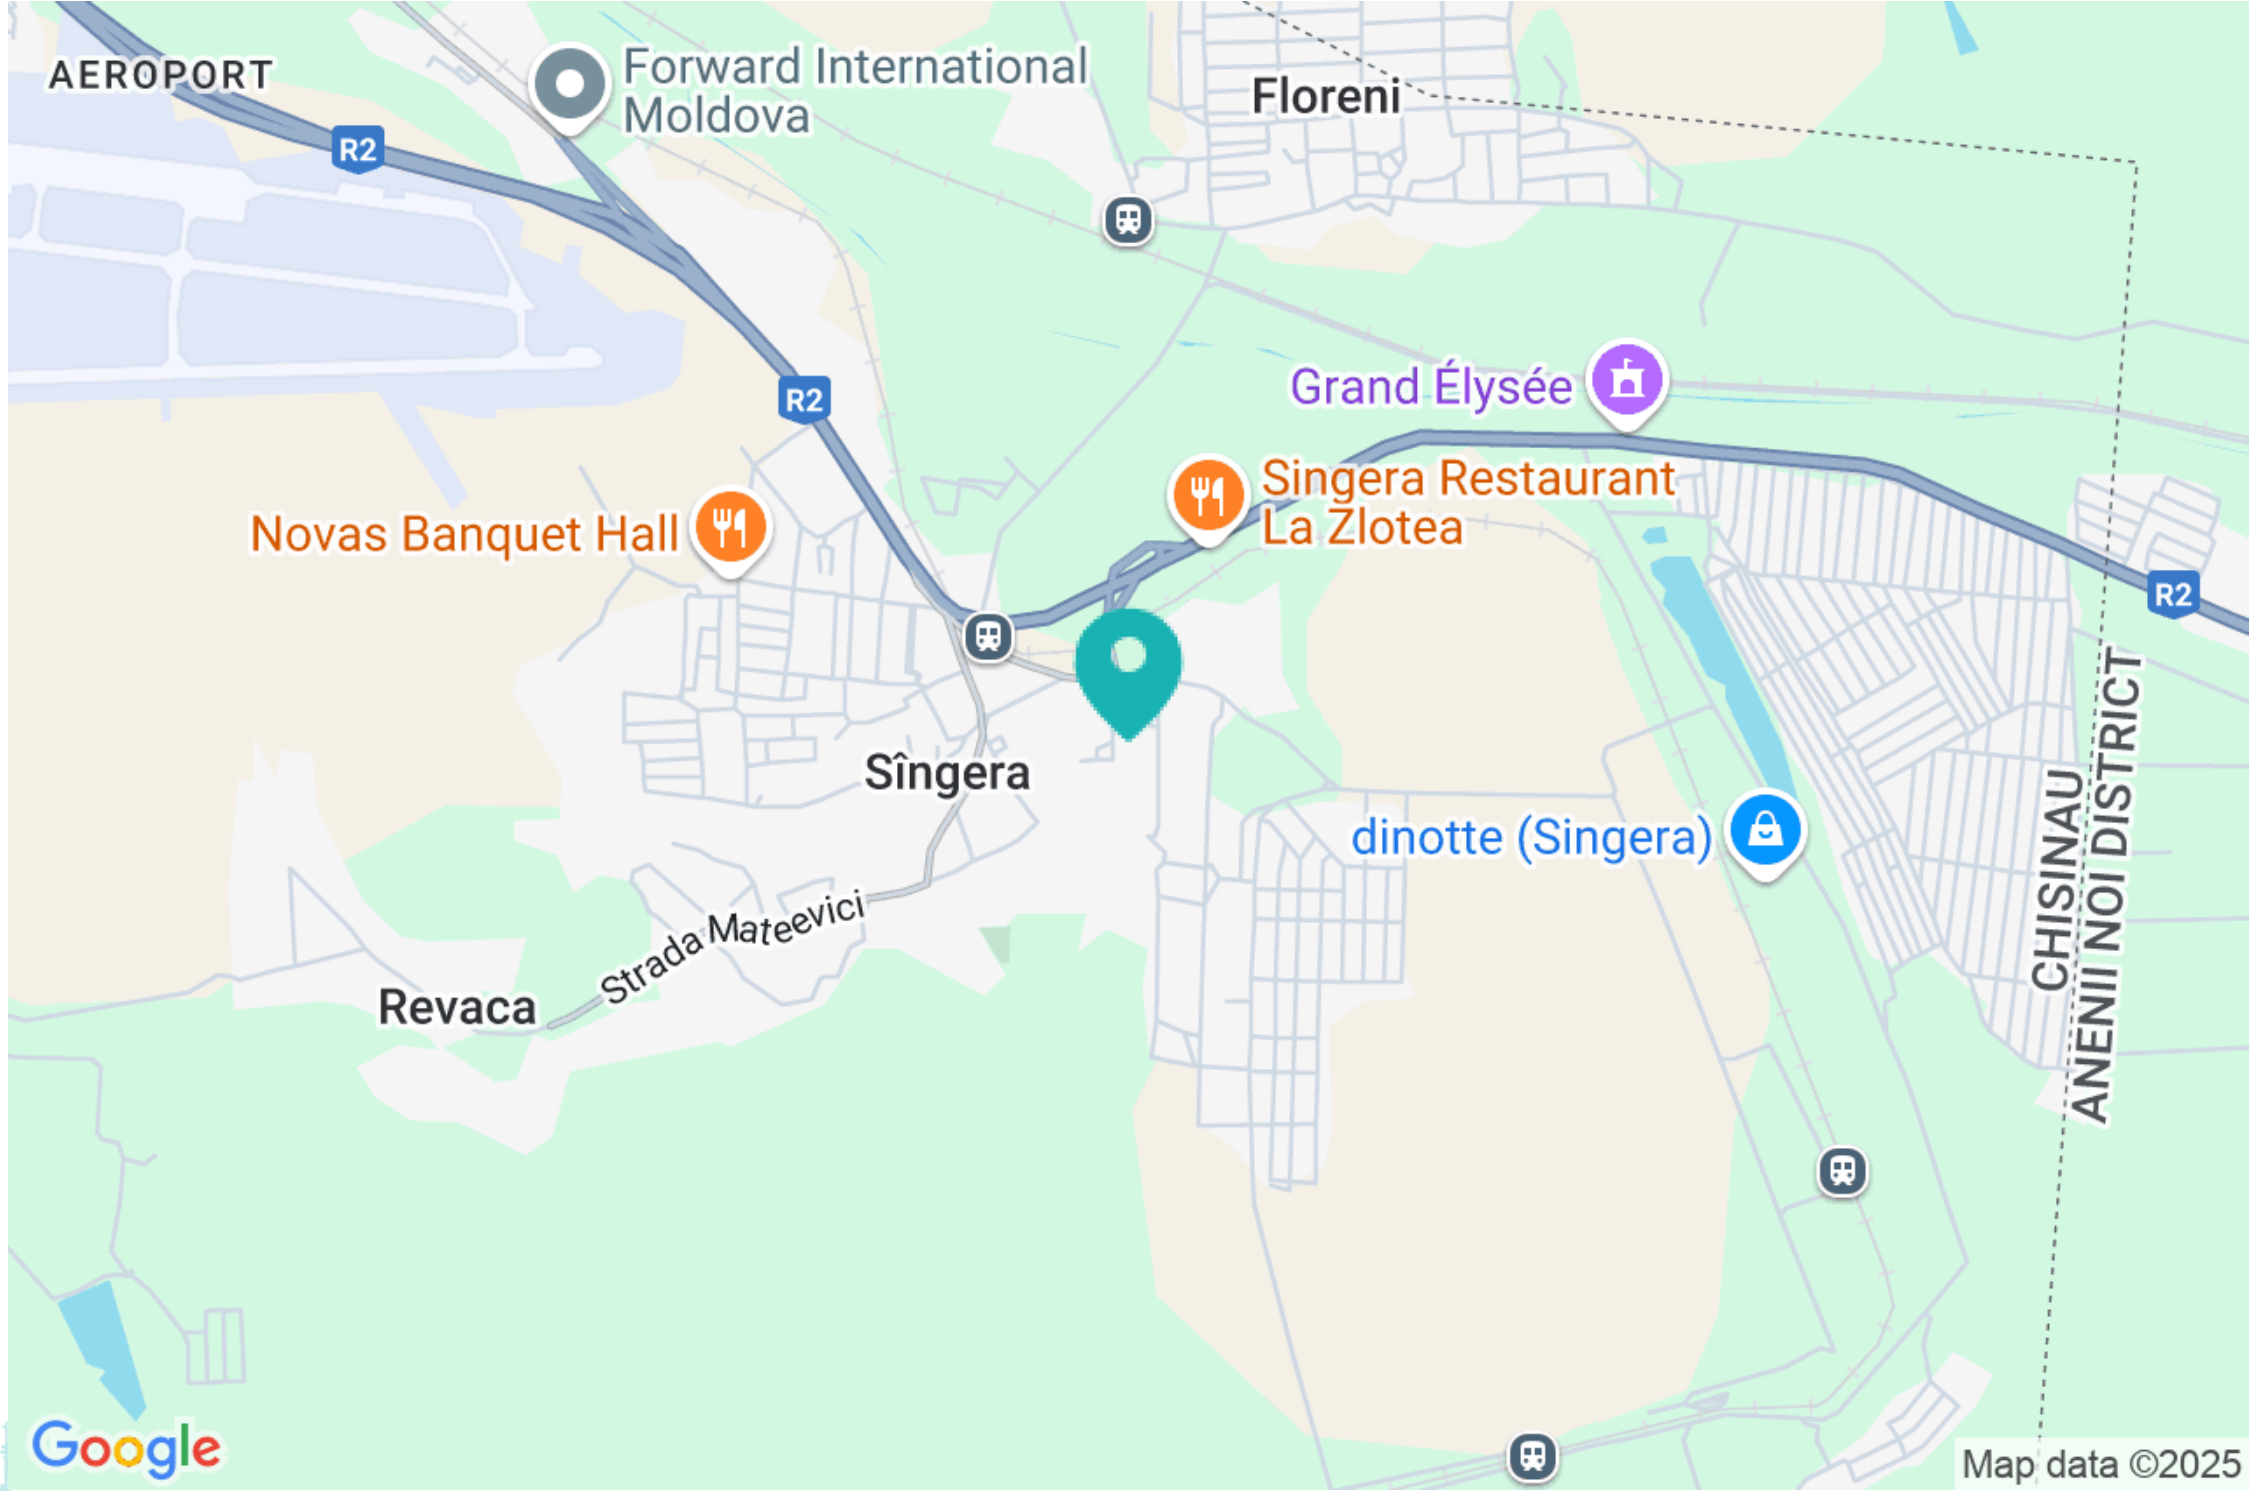 AEROPORT
Forward International
Moldova
Floreni
R2
R2
Grand Élysée
Singera Restaurant
La Zlotea
Novas Banquet Hall
R2
Sîngera
dinotte (Singera)
CHISINAU
ANENII NOI DISTRICT
Strada Mateevici
Revaca
Google
Map data ©2025